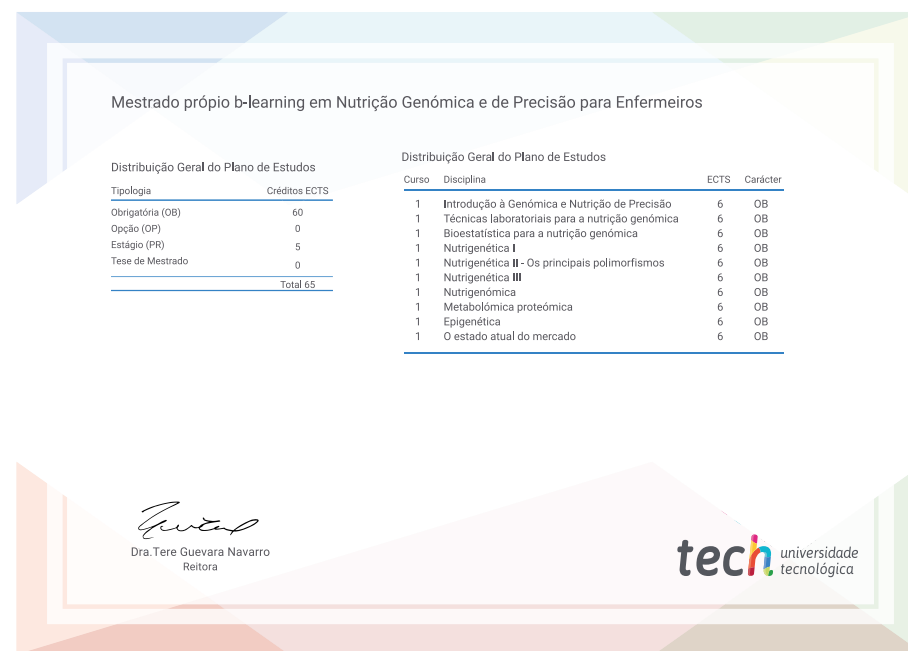 Mestrado própio b-learning em Nutrição Genómica e de Precisão para Enfermeiros
Distribuição Geral do Plano de Estudos
Tipologia Créditos ECTS
Obrigatória (OB) 60
Opção (OP) 0
Estágio (PR) 5
Tese de Mestrado 0
Total 65
Distribuição Geral do Plano de Estudos
Curso Disciplina ECTS Carácter
1 Introdução à Genómica e Nutrição de Precisão 6 OB
1 Técnicas laboratoriais para a nutrição genómica 6 OB
1 Bioestatística para a nutrição genómica 6 OB
1 Nutrigenética I 6 OB
1 Nutrigenética II - Os principais polimorfismos 6 OB
1 Nutrigenética III 6 OB
1 Nutrigenómica 6 OB
1 Metabolómica proteómica 6 OB
1 Epigenética 6 OB
1 O estado atual do mercado 6 OB
Dra.Tere Guevara Navarro
Reitora
tech universidade
tecnológica